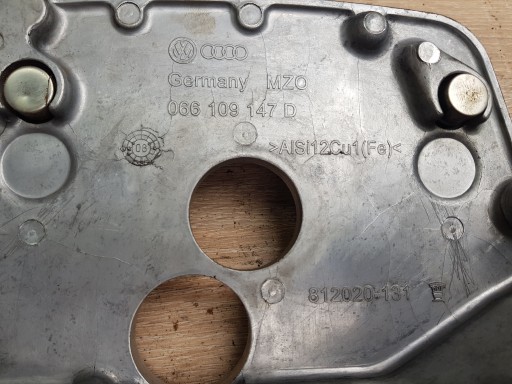 Germany MZO
066 109 147 D
>AlSi12Cu1(Fe)<
812020-131